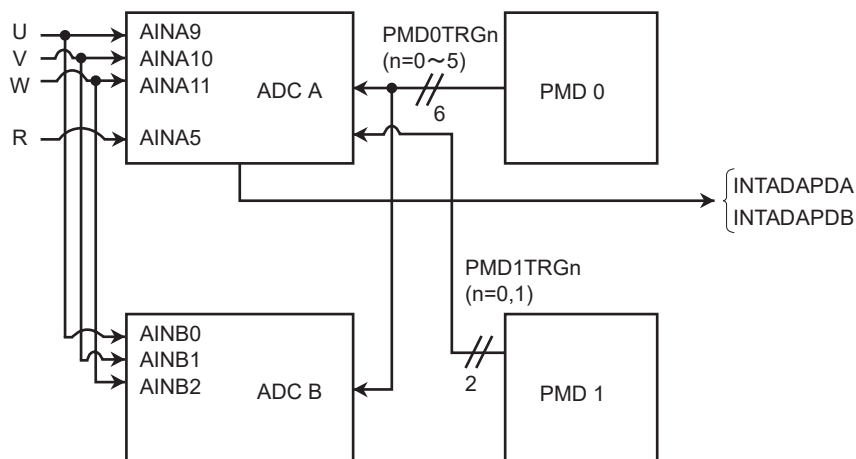 U
V
W
R
AINA9
AINA10
AINA11
AINA5
ADC A
PMD0TRGn
(n=0～5)
6
PMD 0
INTADAPDA
INTADAPDB
PMD1TRGn
(n=0,1)
2
PMD 1
AINB0
AINB1
AINB2
ADC B